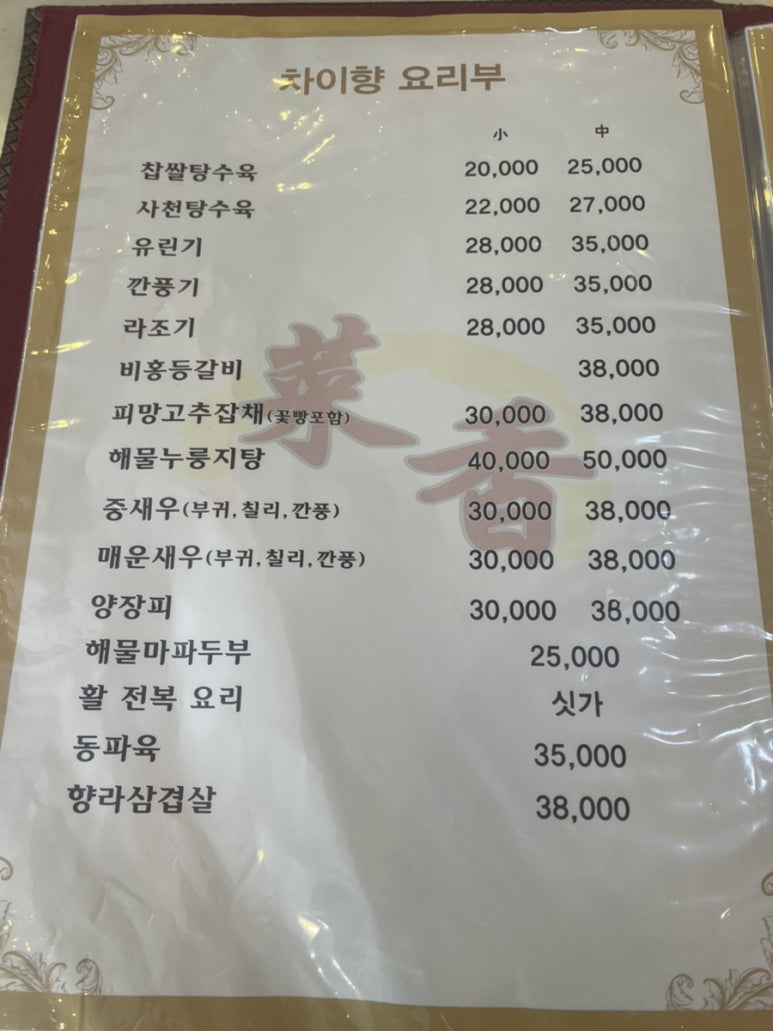 차이향 요리부
小 中
찹쌀탕수육 20,000 25,000
사천탕수육 22,000 27,000
유린기 28,000 35,000
깐풍기 28,000 35,000
라조기 28,000 35,000
비홍등갈비 38,000
피망고추잡채(꽃빵포함) 30,000 38,000
해물누룽지탕 40,000 50,000
중새우(부귀,칠리,깐풍) 30,000 38,000
매운새우(부귀,칠리,깐풍) 30,000 38,000
양장피 30,000 38,000
해물마파두부 25,000
활 전복 요리 싯가
동파육 35,000
향라삼겹살 38,000
菜香